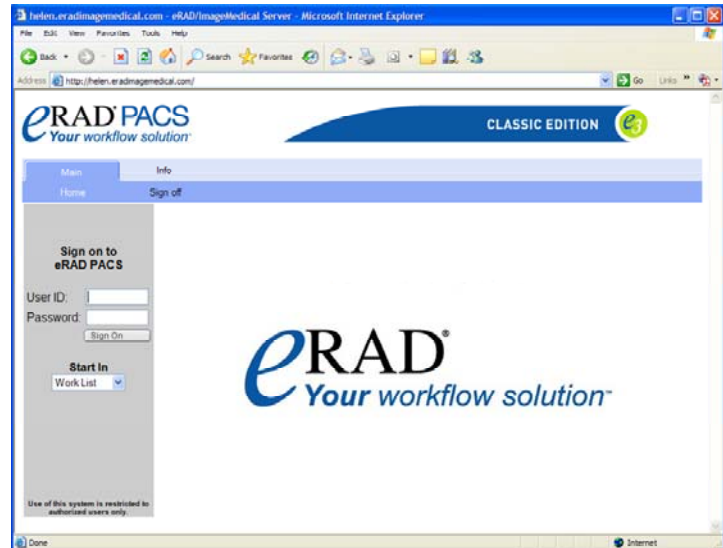 helen.eradimagemedical.com - eRAD/ImageMedical Server - Microsoft Internet Explorer
File Edit View Favorites Tools Help
Back Search Favorites
Address http://helen.eradimagemedical.com/ Go Links »
eRAD® PACS
Your workflow solution™
CLASSIC EDITION e3
Main Info
Home Sign off
Sign on to
eRAD PACS
User ID:
Password:
Sign On
Start In
Work List
eRAD®
Your workflow solution™
Use of this system is restricted to
authorized users only.
Done Internet